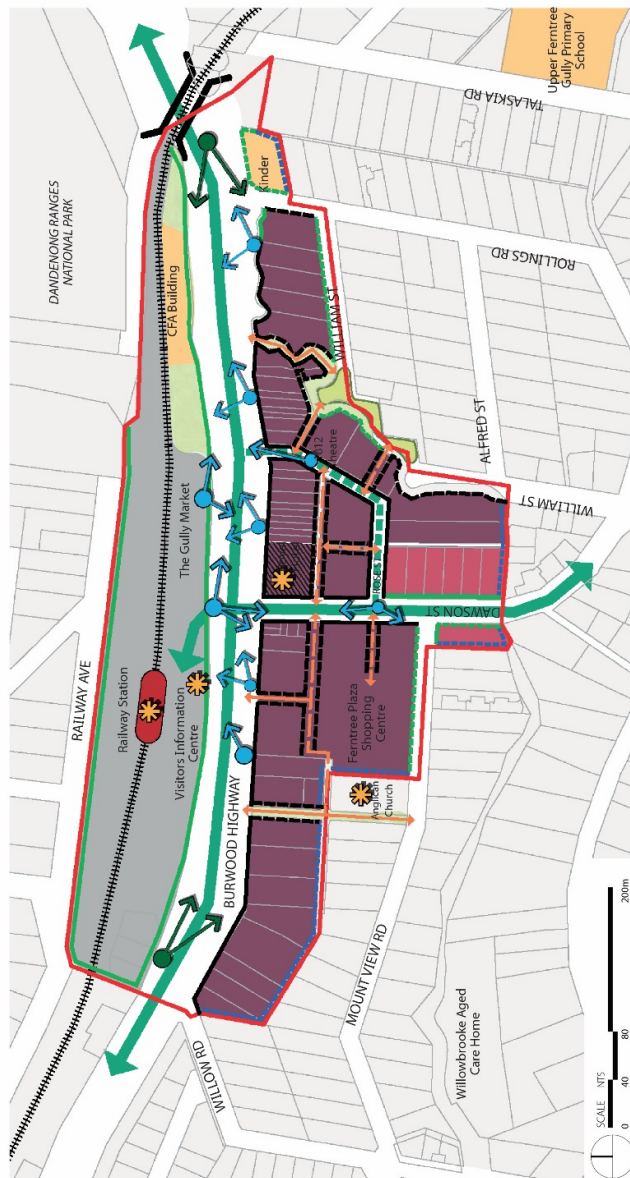 DANDENONG RANGES
NATIONAL PARK
RAILWAY AVE
Railway Station
Visitors Information
Centre
The Gully Market
CFA Building
BURWOOD HIGHWAY
Kinder
Upper Ferntree
Gully Primary
School
TALASKIA RD
ROLLINGS RD
WILLIAM ST
ALFRED ST
WILLIAM ST
ROSE ST
DAWSON ST
Ferntree Plaza
Shopping
Centre
Anglican
Church
MOUNT VIEW RD
WILLOW RD
Willowbrooke Aged
Care Home
SCALE NTS
0 40 80 200m